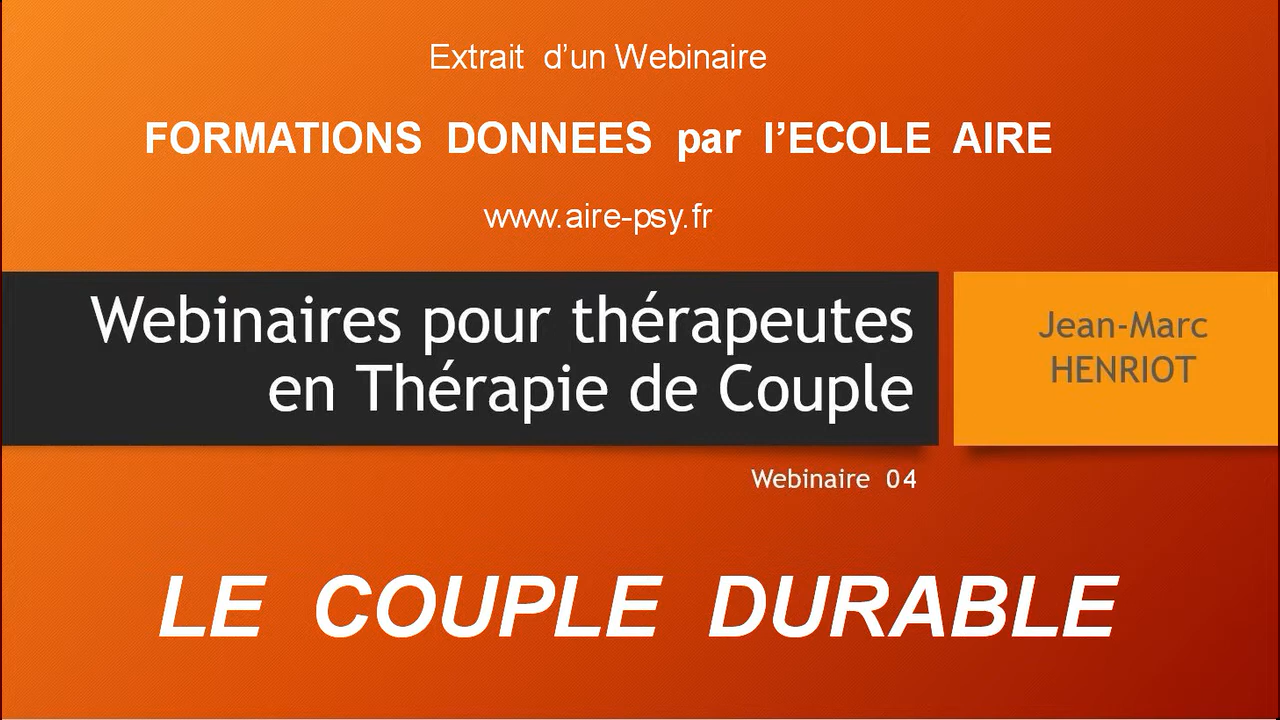 Extrait d’un Webinaire
FORMATIONS DONNEES par l’ECOLE AIRE
www.aire-psy.fr
Webinaires pour thérapeutes
en Thérapie de Couple
Jean-Marc
HENRIOT
Webinaire 04
LE COUPLE DURABLE